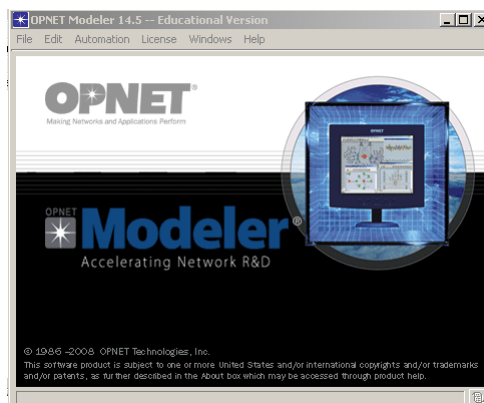 OPNET Modeler 14.5 -- Educational Version
File Edit Automation License Windows Help
OPNET®
Making Networks and Applications Perform
OPNET
OPNET
Modeler®
Accelerating Network R&D
© 1986 –2008 OPNET Technologies, Inc.
This software product is subject to one or more United States and/or international copyrights and/or trademarks
and/or patents, as further described in the About box which may be accessed through product help.